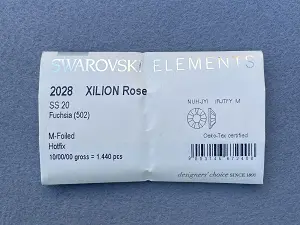 SWAROVSKI ELEMENTS
2028 XILION Rose
SS 20
Fuchsia (502)
M-Foiled
Hotfix
10/00/00 gross = 1.440 pcs
Oeko-Tex certified
designers' choice SINCE 1895